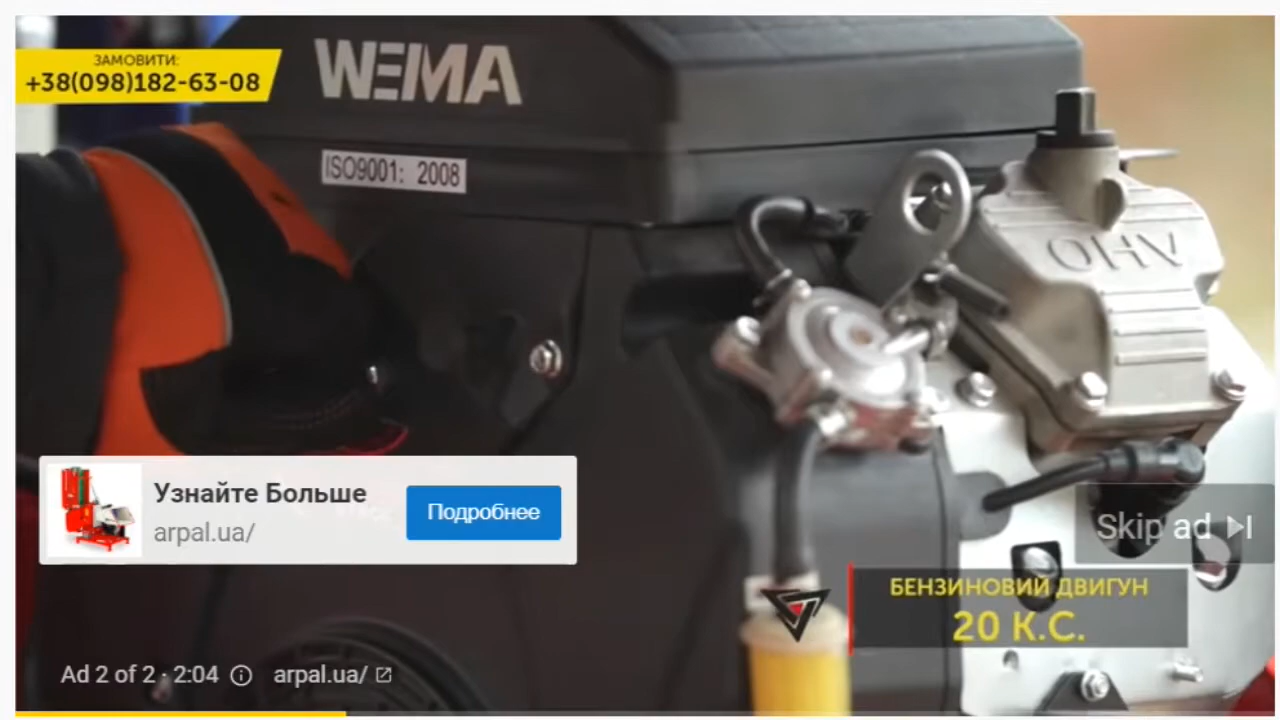 ЗАМОВИТИ:
+38(098)182-63-08
WEMA
ISO9001: 2008
OHV
Узнайте Больше
arpal.ua/
Подробнее
Skip ad
БЕНЗИНОВИЙ ДВИГУН
20 К.С.
Ad 2 of 2 · 2:04
arpal.ua/